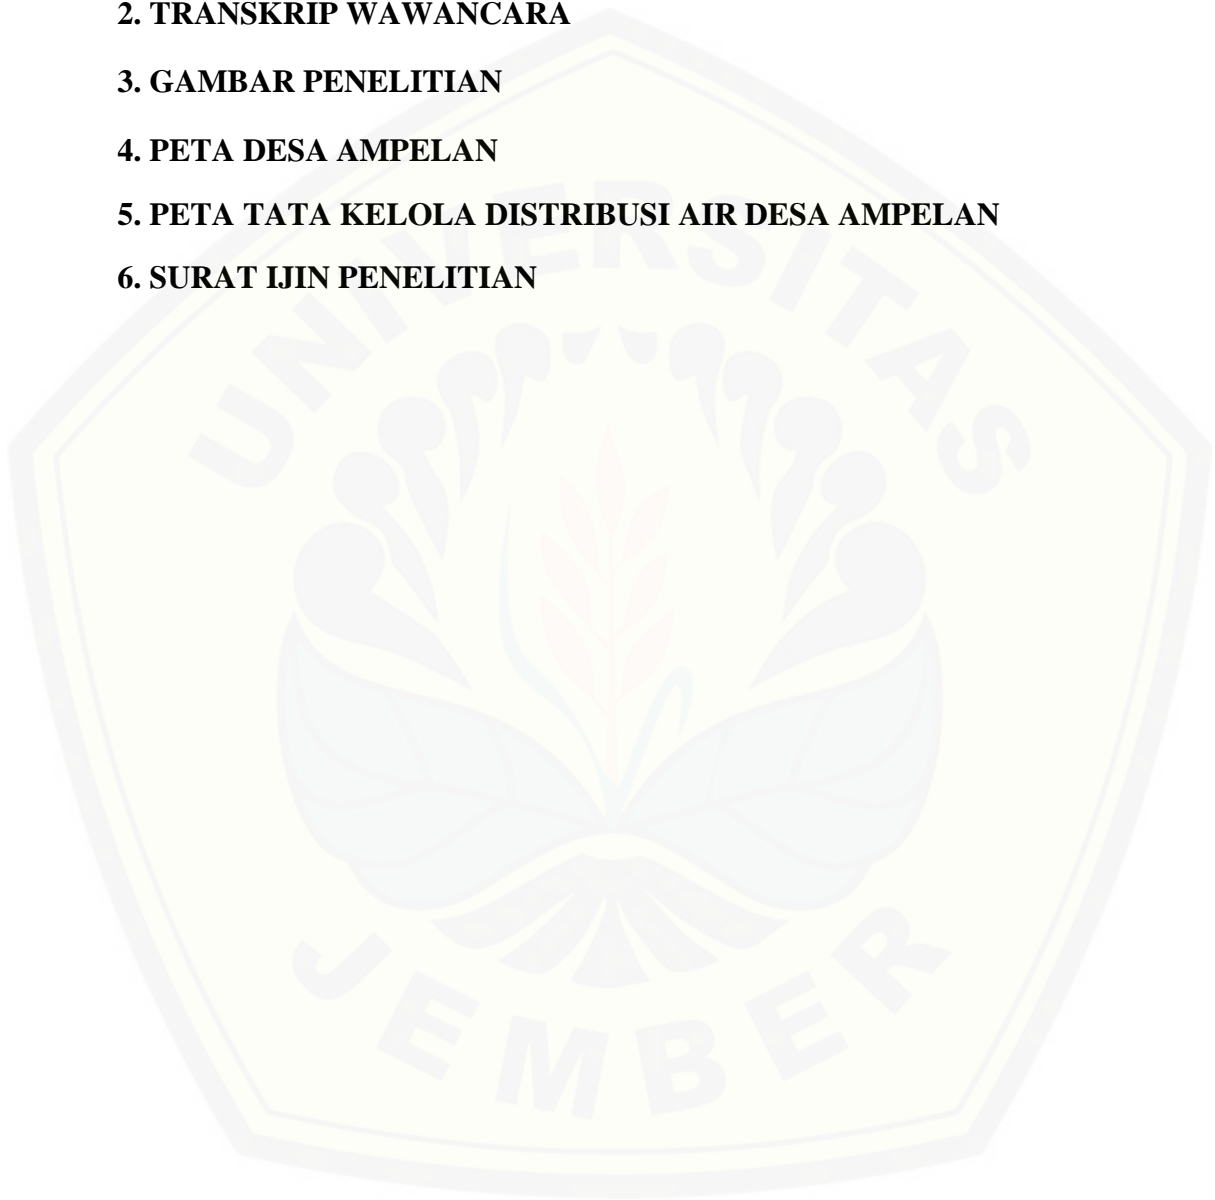 2. TRANSKRIP WAWANCARA
3. GAMBAR PENELITIAN
4. PETA DESA AMPELAN
5. PETA TATA KELOLA DISTRIBUSI AIR DESA AMPELAN
6. SURAT IJIN PENELITIAN
UNIVERSITAS
JEMBER